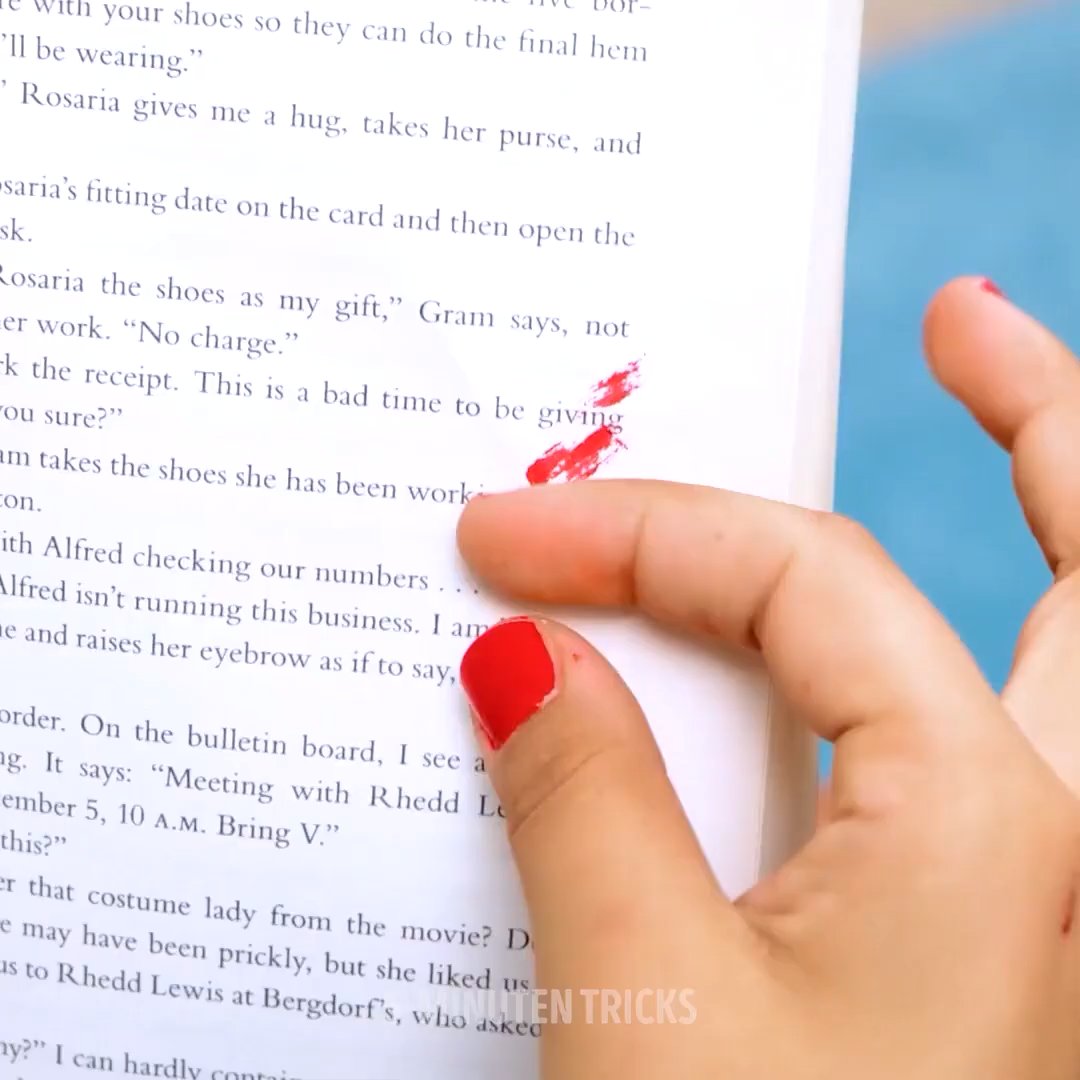 with your shoes so they can do the final hem
'll be wearing.”
” Rosaria gives me a hug, takes her purse, and
osaria’s fitting date on the card and then open the
sk.
Rosaria the shoes as my gift,” Gram says, not
er work. “No charge.”
k the receipt. This is a bad time to be giving
you sure?”
am takes the shoes she has been work
on.
ith Alfred checking our numbers . . .
Alfred isn’t running this business. I am
e and raises her eyebrow as if to say,
order. On the bulletin board, I see a
ng. It says: “Meeting with Rhedd Le
ember 5, 10 A.M. Bring V.”
this?”
er that costume lady from the movie? D
e may have been prickly, but she liked us
us to Rhedd Lewis at Bergdorf’s, who asked
hy?” I can hardly contai
MINUTEN TRICKS